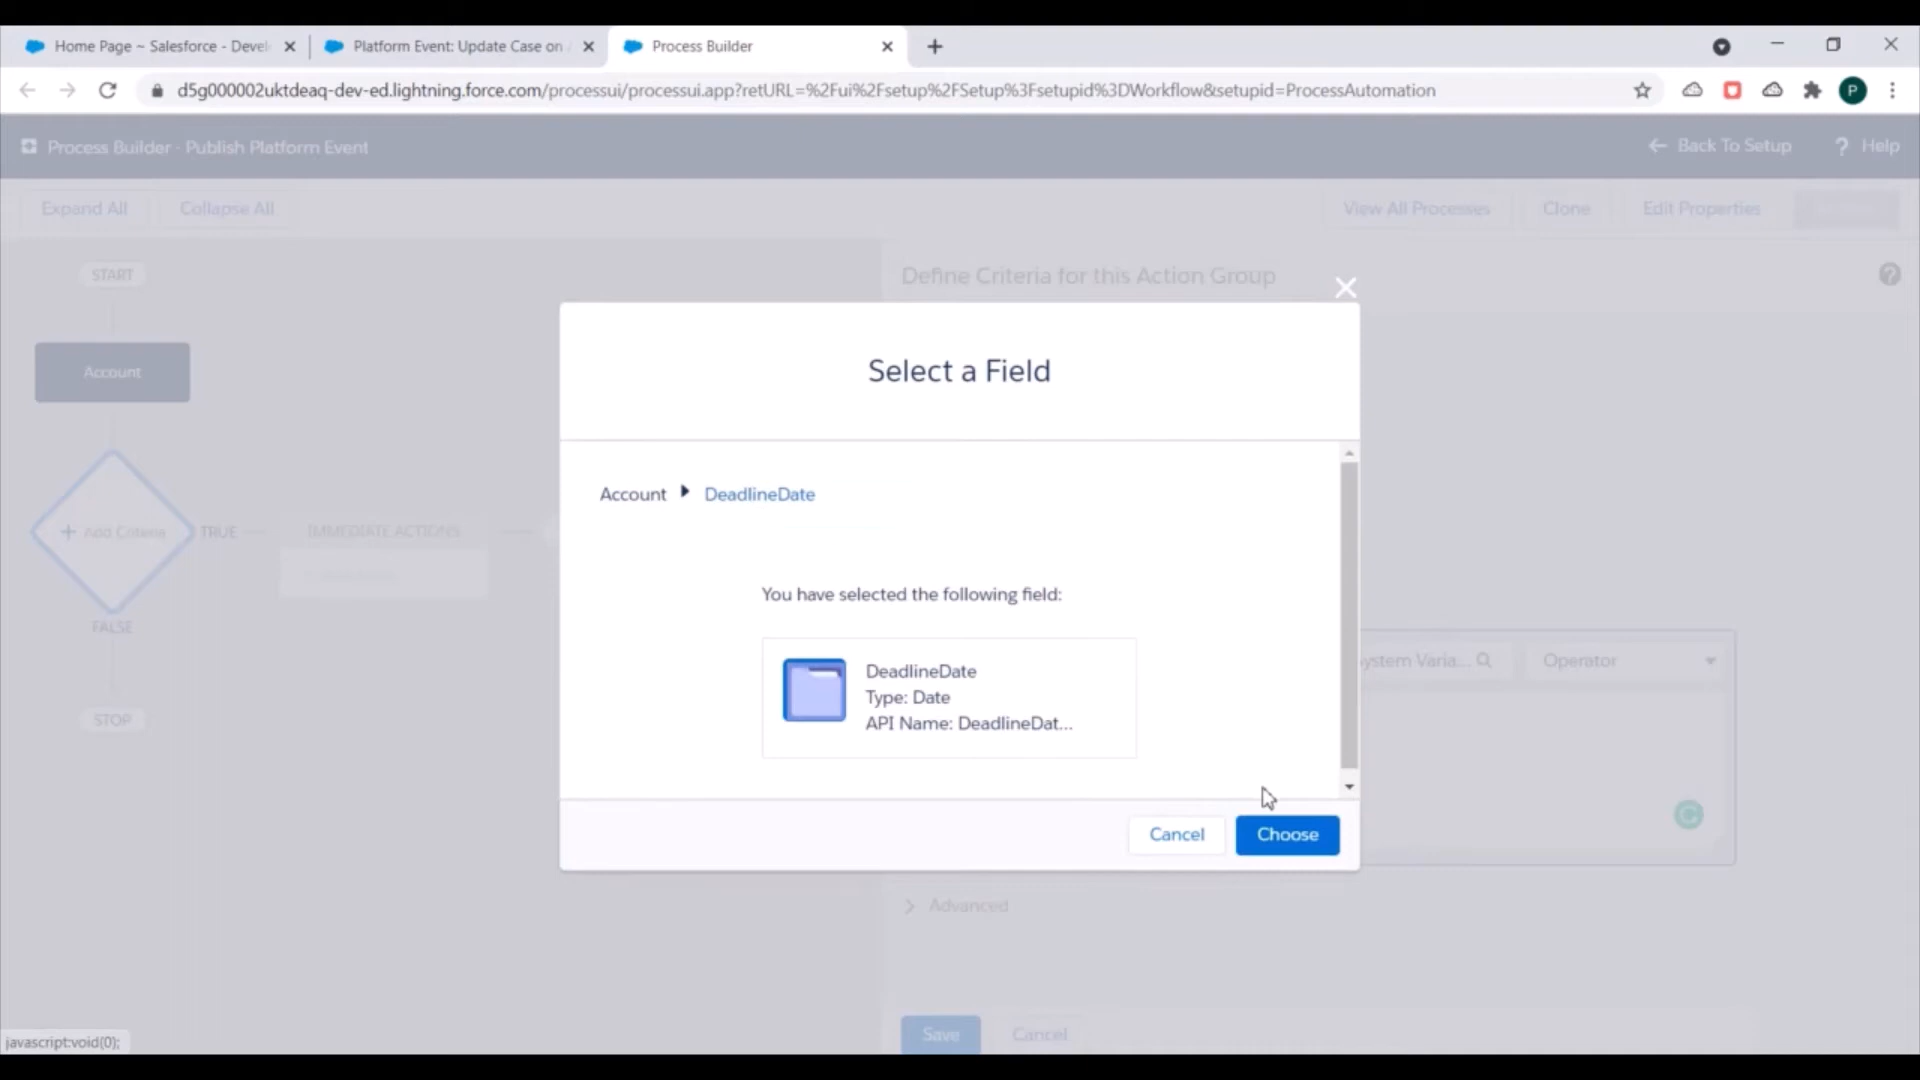 Home Page ~ Salesforce - Devel
Platform Event: Update Case on
Process Builder
d5g000002uktdeaq-dev-ed.lightning.force.com/processui/processui.app?retURL=%2Fui%2Fsetup%2FSetup%3Fsetupid%3DWorkflow&setupid=ProcessAutomation
P
Process Builder - Publish Platform Event
Back To Setup
? Help
Expand All
Collapse All
View All Processes
Clone
Edit Properties
START
Define Criteria for this Action Group
?
Account
Select a Field
Account
DeadlineDate
+ Add Criteria
TRUE
IMMEDIATE ACTIONS
You have selected the following field:
FALSE
DeadlineDate
Type: Date
API Name: DeadlineDat...
ystem Varia...
Operator
STOP
Cancel
Choose
Advanced
Save
Cancel
javascript:void(0);